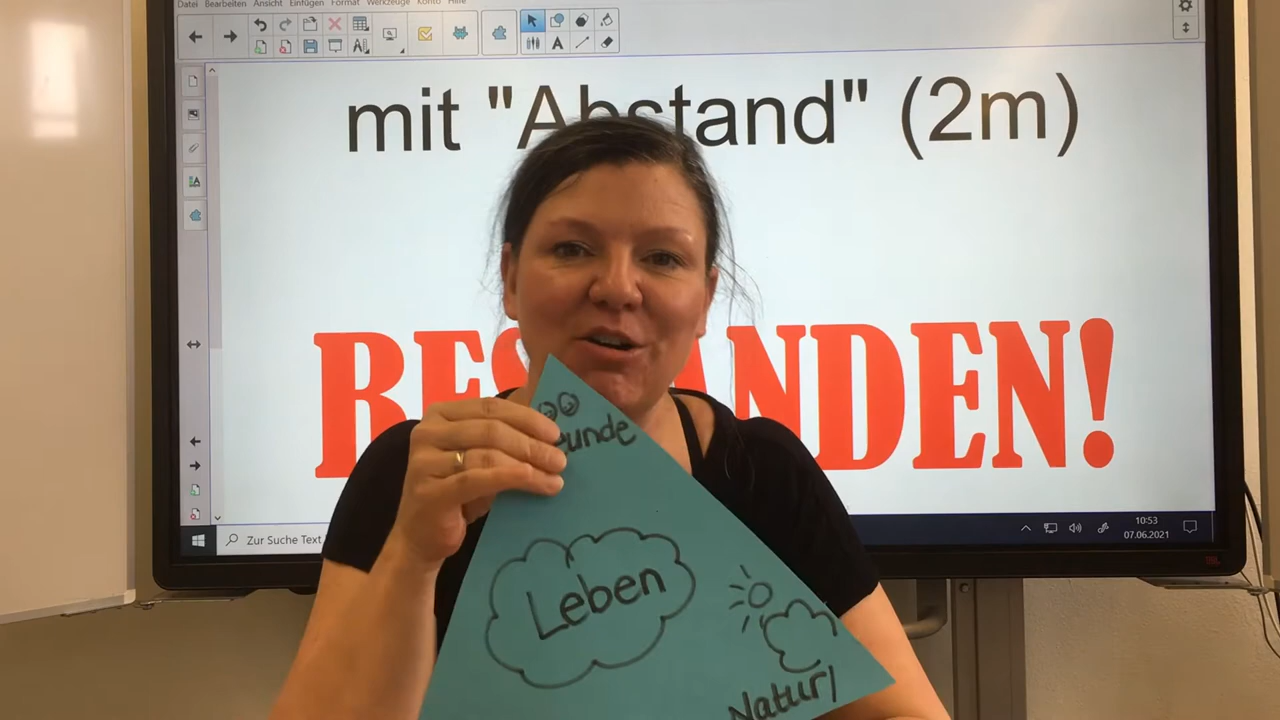 Datei Bearbeiten Ansicht Einfügen Format Werkzeuge Konto Hilfe
mit "Abstand" (2m)
BES ANDEN!
eunde
Leben
Natur/
Zur Suche Text
10:53
07.06.2021